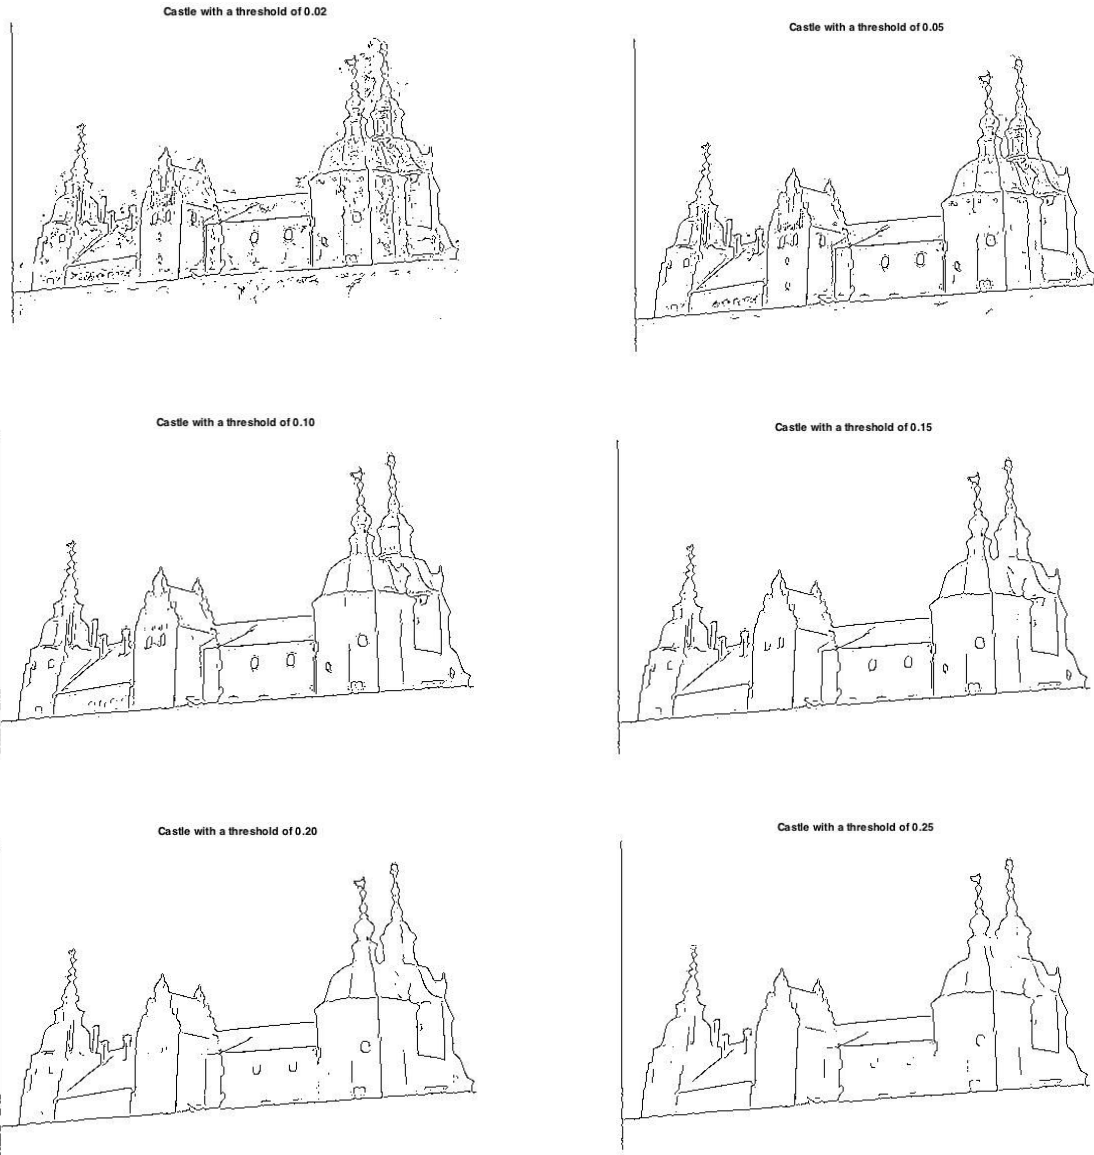 Castle with a threshold of 0.02
Castle with a threshold of 0.05
Castle with a threshold of 0.10
Castle with a threshold of 0.15
Castle with a threshold of 0.20
Castle with a threshold of 0.25